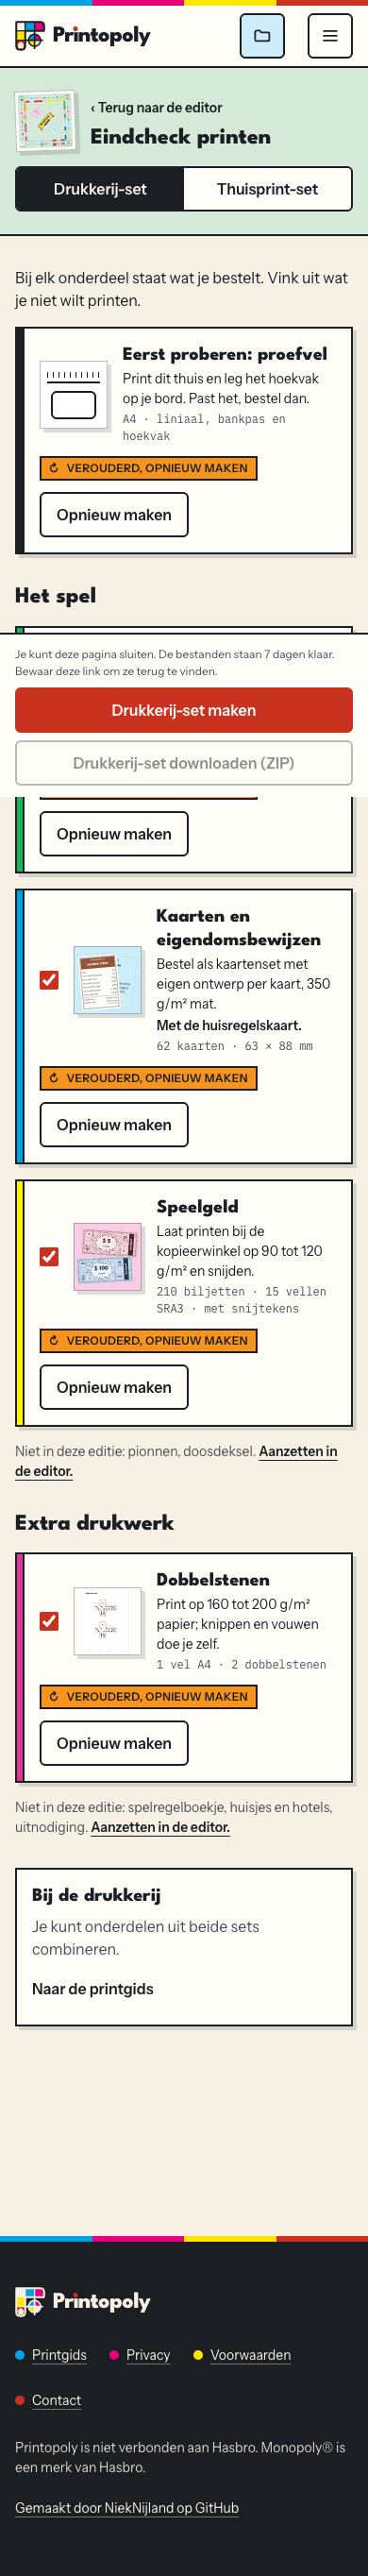 Printopoly
‹ Terug naar de editor
Eindcheck printen
Drukkerij-set
Thuisprint-set
Bij elk onderdeel staat wat je bestelt. Vink uit wat
je niet wilt printen.
Eerst proberen: proefvel
Print dit thuis en leg het hoekvak
op je bord. Past het, bestel dan.
A4 · liniaal, bankpas en
hoekvak
VEROUDERD, OPNIEUW MAKEN
Opnieuw maken
Het spel
Je kunt deze pagina sluiten. De bestanden staan 7 dagen klaar.
Bewaar deze link om ze terug te vinden.
Drukkerij-set maken
Drukkerij-set downloaden (ZIP)
Opnieuw maken
Kaarten en
eigendomsbewijzen
Bestel als kaartenset met
eigen ontwerp per kaart, 350
g/m² mat.
Met de huisregelskaart.
62 kaarten · 63 × 88 mm
VEROUDERD, OPNIEUW MAKEN
Opnieuw maken
Speelgeld
Laat printen bij de
kopieerwinkel op 90 tot 120
g/m² en snijden.
210 biljetten · 15 vellen
SRA3 · met snijtekens
VEROUDERD, OPNIEUW MAKEN
Opnieuw maken
Niet in deze editie: pionnen, doosdeksel. Aanzetten in
de editor.
Extra drukwerk
Dobbelstenen
Print op 160 tot 200 g/m²
papier; knippen en vouwen
doe je zelf.
1 vel A4 · 2 dobbelstenen
VEROUDERD, OPNIEUW MAKEN
Opnieuw maken
Niet in deze editie: spelregelboekje, huisjes en hotels,
uitnodiging. Aanzetten in de editor.
Bij de drukkerij
Je kunt onderdelen uit beide sets
combineren.
Naar de printgids
Printopoly
Printgids
Privacy
Voorwaarden
Contact
Printopoly is niet verbonden aan Hasbro. Monopoly® is
een merk van Hasbro.
Gemaakt door NiekNijland op GitHub